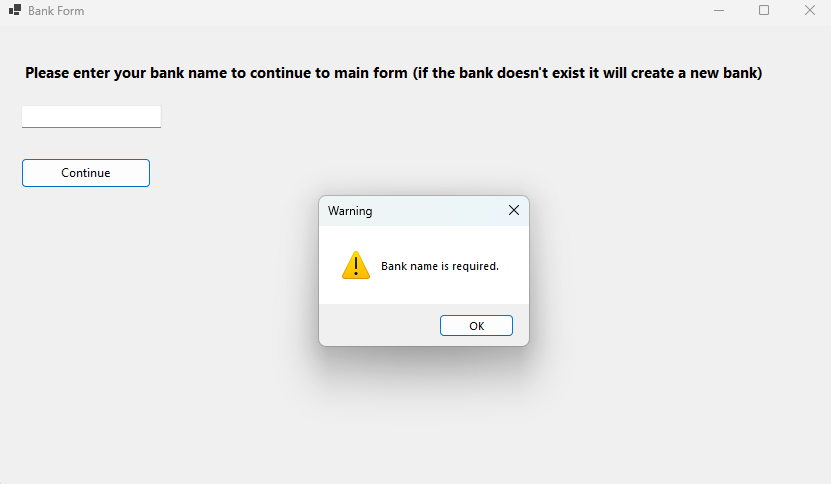 Bank Form
Please enter your bank name to continue to main form (if the bank doesn't exist it will create a new bank)
Continue
Warning
Bank name is required.
OK